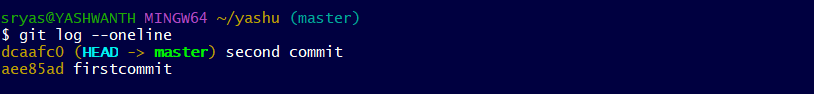 sryas@YASHWANTH MINGW64 ~/yashu (master)
$ git log --oneline
dcaafc0 (HEAD -> master) second commit
aee85ad firstcommit